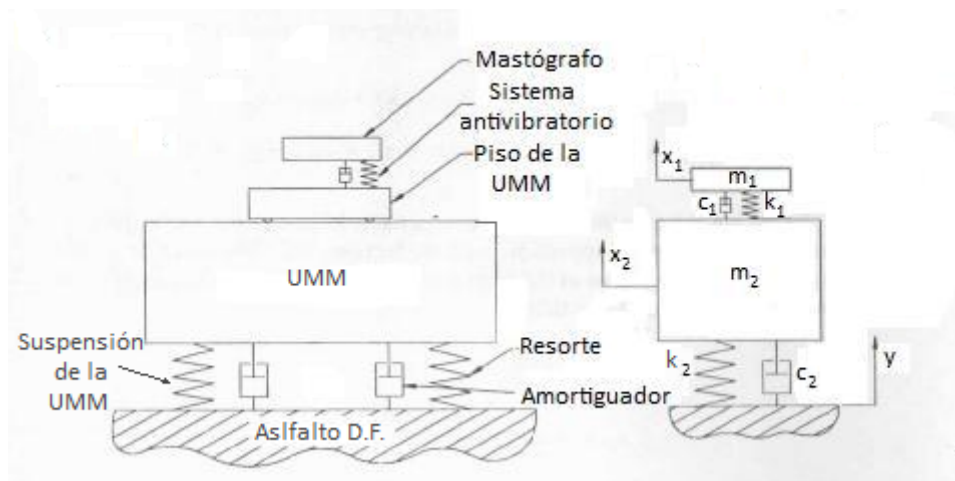 Mastógrafo
Sistema
antivibratorio
Piso de la
UMM
UMM
Suspensión
de la
UMM
Resorte
Amortiguador
Aslfalto D.F.
x1
m1
c1
k1
x2
m2
k2
c2
y